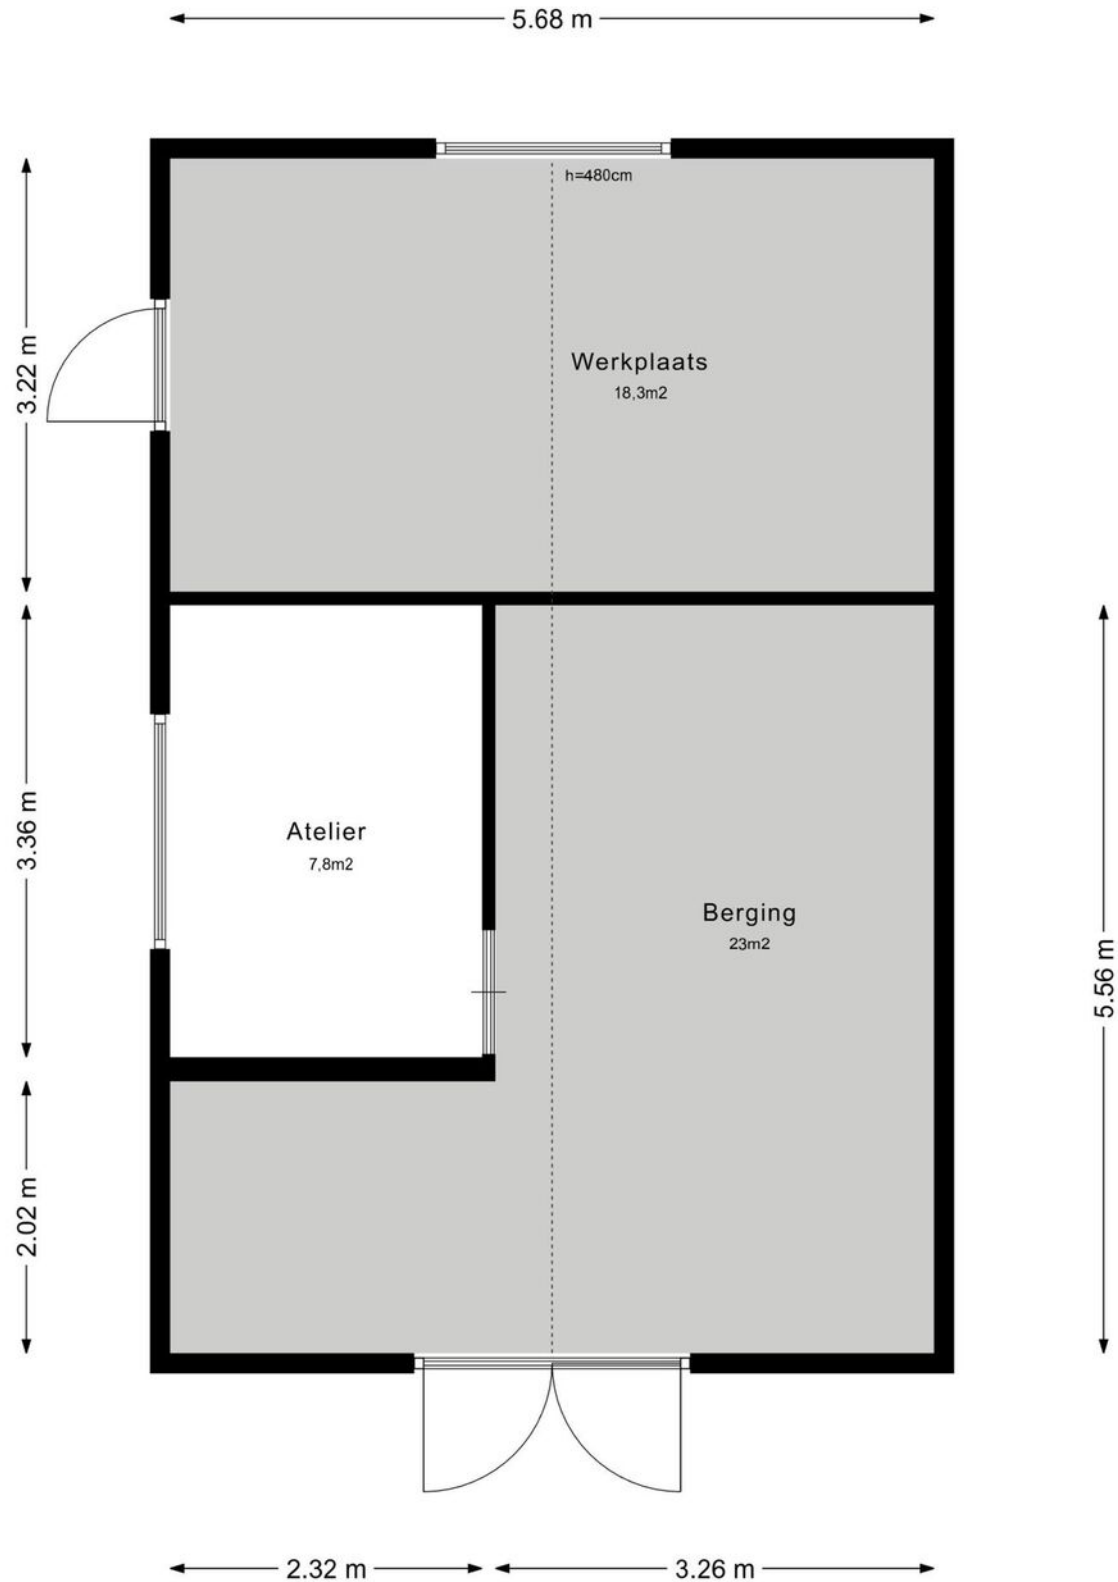 5.68 m
h=480cm
3.22 m
Werkplaats
18,3m2
3.36 m
Atelier
7,8m2
Berging
23m2
5.56 m
2.02 m
2.32 m
3.26 m